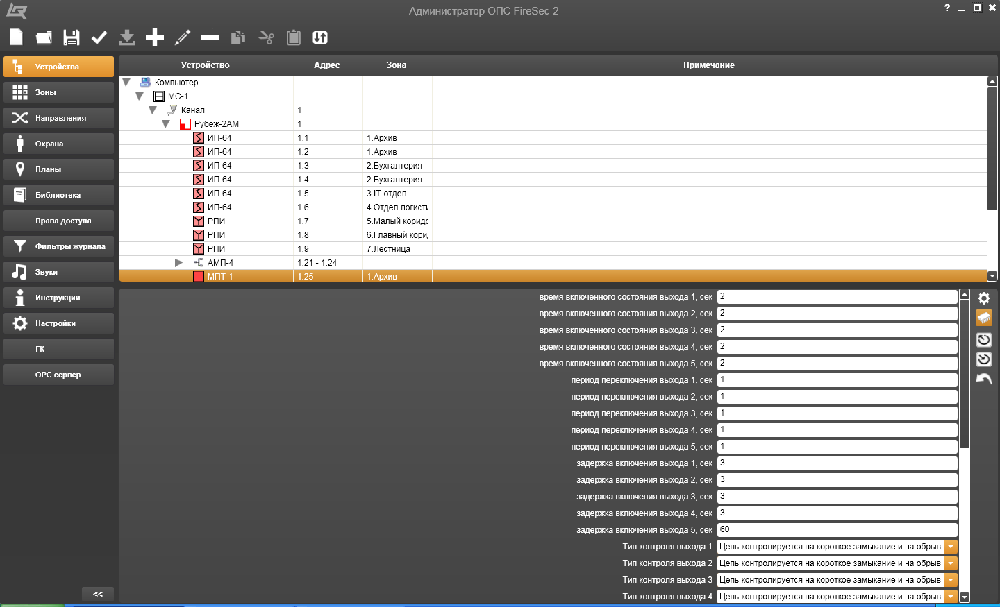 Администратор ОПС FireSec-2
?
Устройства
Зоны
Направления
Охрана
Планы
Библиотека
Права доступа
Фильтры журнала
Звуки
Инструкции
Настройки
ГК
OPC сервер
<<
Устройство Адрес Зона Примечание
Компьютер
МС-1
Канал 1
Рубеж-2АМ 1
ИП-64 1.1 1.Архив
ИП-64 1.2 1.Архив
ИП-64 1.3 2.Бухгалтерия
ИП-64 1.4 2.Бухгалтерия
ИП-64 1.5 3.IT-отдел
ИП-64 1.6 4.Отдел логисти
РПИ 1.7 5.Малый коридо
РПИ 1.8 6.Главный кори
РПИ 1.9 7.Лестница
АМП-4 1.21 - 1.24
МПТ-1 1.25 1.Архив
время включенного состояния выхода 1, сек 2
время включенного состояния выхода 2, сек 2
время включенного состояния выхода 3, сек 2
время включенного состояния выхода 4, сек 2
время включенного состояния выхода 5, сек 2
период переключения выхода 1, сек 1
период переключения выхода 2, сек 1
период переключения выхода 3, сек 1
период переключения выхода 4, сек 1
период переключения выхода 5, сек 1
задержка включения выхода 1, сек 3
задержка включения выхода 2, сек 3
задержка включения выхода 3, сек 3
задержка включения выхода 4, сек 3
задержка включения выхода 5, сек 60
Тип контроля выхода 1 Цепь контролируется на короткое замыкание и на обрыв
Тип контроля выхода 2 Цепь контролируется на короткое замыкание и на обрыв
Тип контроля выхода 3 Цепь контролируется на короткое замыкание и на обрыв
Тип контроля выхода 4 Цепь контролируется на короткое замыкание и на обрыв